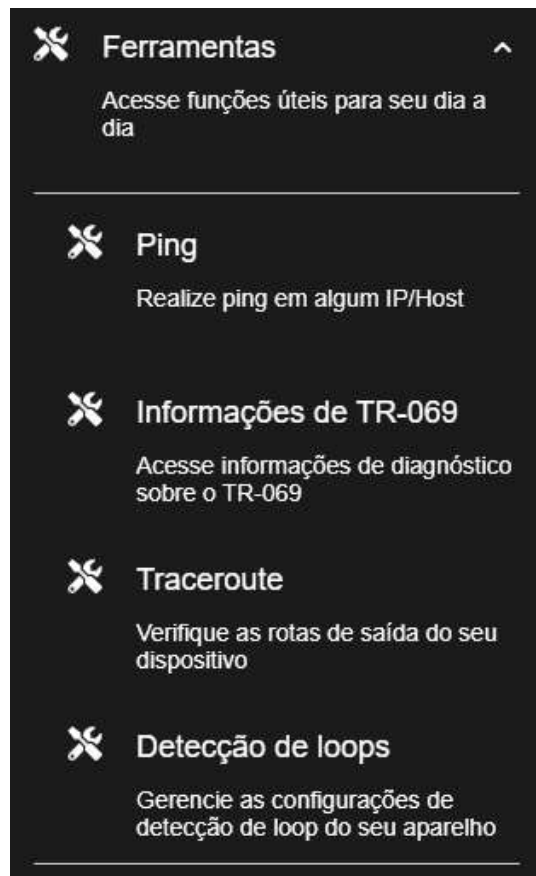 Ferramentas
Acesse funções úteis para seu dia a
dia
Ping
Realize ping em algum IP/Host
Informações de TR-069
Acesse informações de diagnóstico
sobre o TR-069
Traceroute
Verifique as rotas de saída do seu
dispositivo
Detecção de loops
Gerencie as configurações de
detecção de loop do seu aparelho